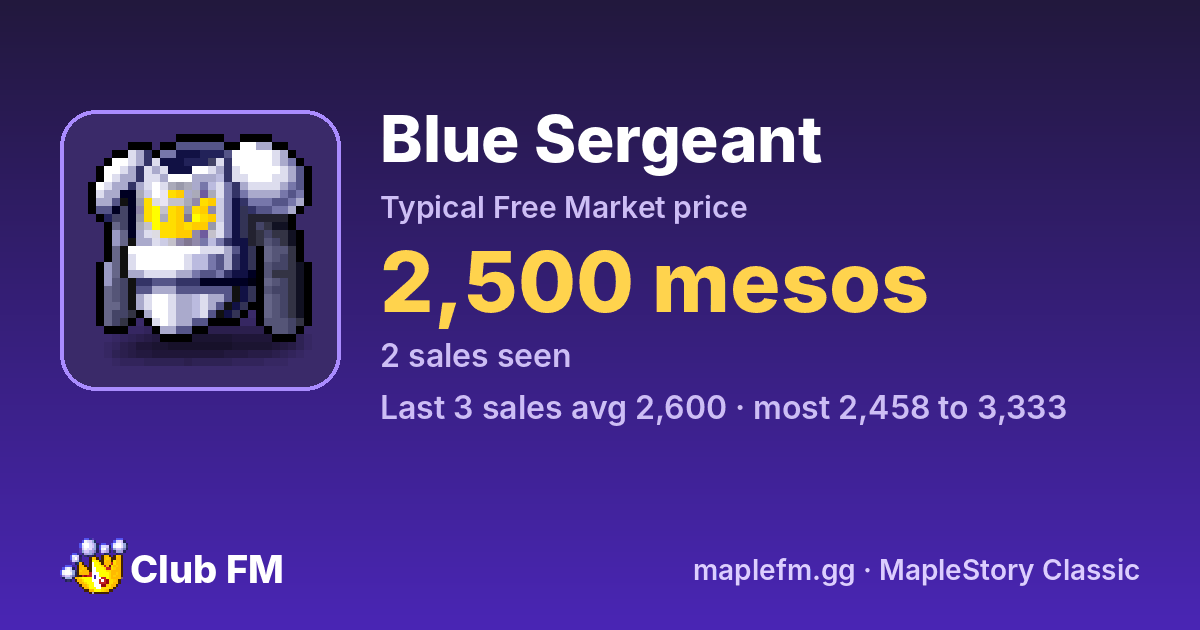 Blue Sergeant
Typical Free Market price
2,500 mesos
2 sales seen
Last 3 sales avg 2,600 · most 2,458 to 3,333
Club FM
maplefm.gg · MapleStory Classic